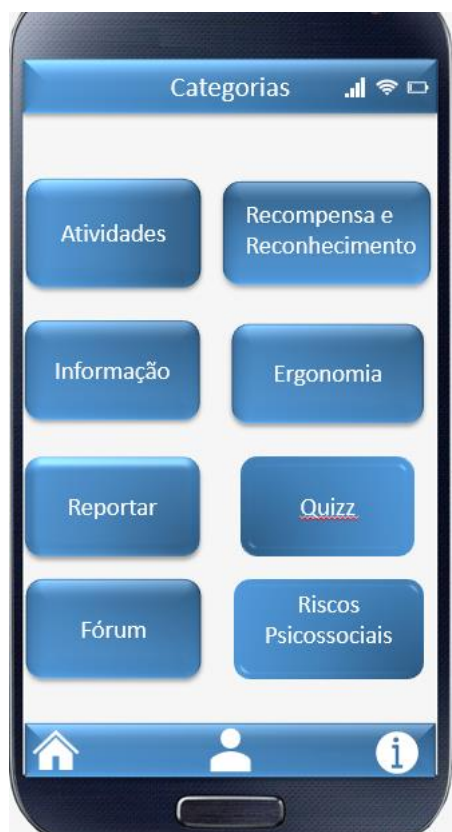 Categorias
Atividades
Recompensa e
Reconhecimento
Informação
Ergonomia
Reportar
Quizz
Fórum
Riscos
Psicossociais
i